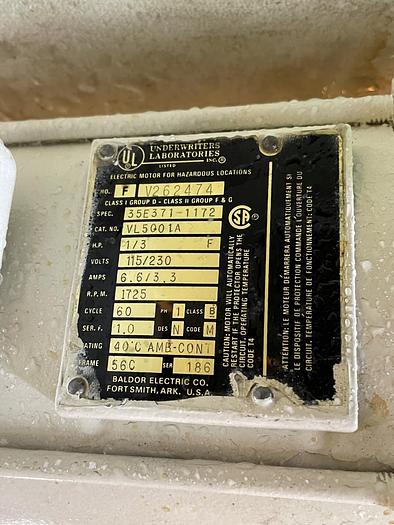 UL
UNDERWRITERS
LABORATORIES
INC.®
LISTED
ELECTRIC MOTOR FOR HAZARDOUS LOCATIONS
NO. F V262474
CLASS I GROUP D - CLASS II GROUP F & G
SPEC. 35E371-1172
CAT. NO. VL5001A
H.P. 1/3 F
VOLTS 115/230
AMPS 6.6/3.3
R.P.M. 1725
CYCLE 60 PH 1 CLASS B
SER. F. 1.0 DES N CODE M
RATING 40°C AMB-CONT
FRAME 56C SER 186
BALDOR ELECTRIC CO.
FORT SMITH, ARK. U.S.A.
SA ®
CAUTION: MOTOR WILL AUTOMATICALLY
RESTART IF THE PROTECTOR OPENS THE
CIRCUIT, OPERATING TEMPERATURE
CODE T4
ATTENTION: LE MOTEUR DÉMARRERA AUTOMATIQUEMENT SI
LE DISPOSITIF DE PROTECTION COMMANDE L'OUVERTURE DU
CIRCUIT, TEMPÉRATURE DE FONCTIONNEMENT: CODE T4